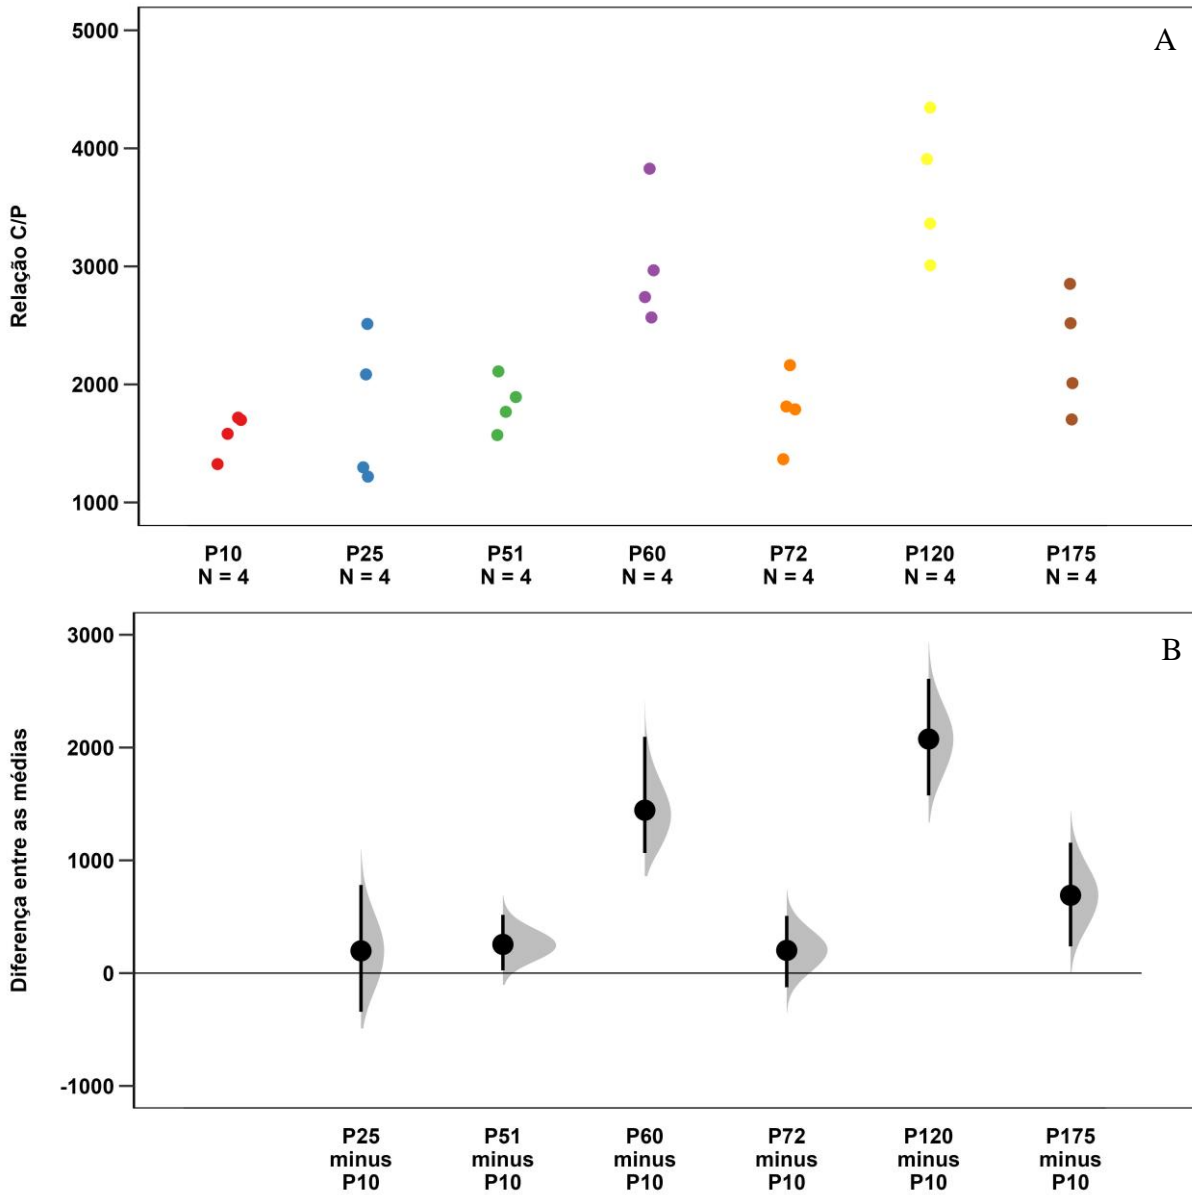 A
5000
4000
3000
2000
1000
Relação C/P
P10 P25 P51 P60 P72 P120 P175
N = 4 N = 4 N = 4 N = 4 N = 4 N = 4 N = 4
B
3000
2000
1000
0
-1000
Diferença entre as médias
P25 P51 P60 P72 P120 P175
minus minus minus minus minus minus
P10 P10 P10 P10 P10 P10